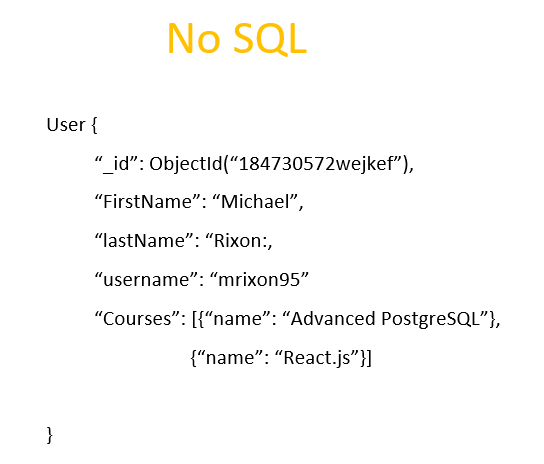 No SQL
User {
“_id”: ObjectId(“184730572wejkef”),
“FirstName”: “Michael”,
“lastName”: “Rixon:,
“username”: “mrixon95”
“Courses”: [{“name”: “Advanced PostgreSQL”},
{“name”: “React.js”}]
}